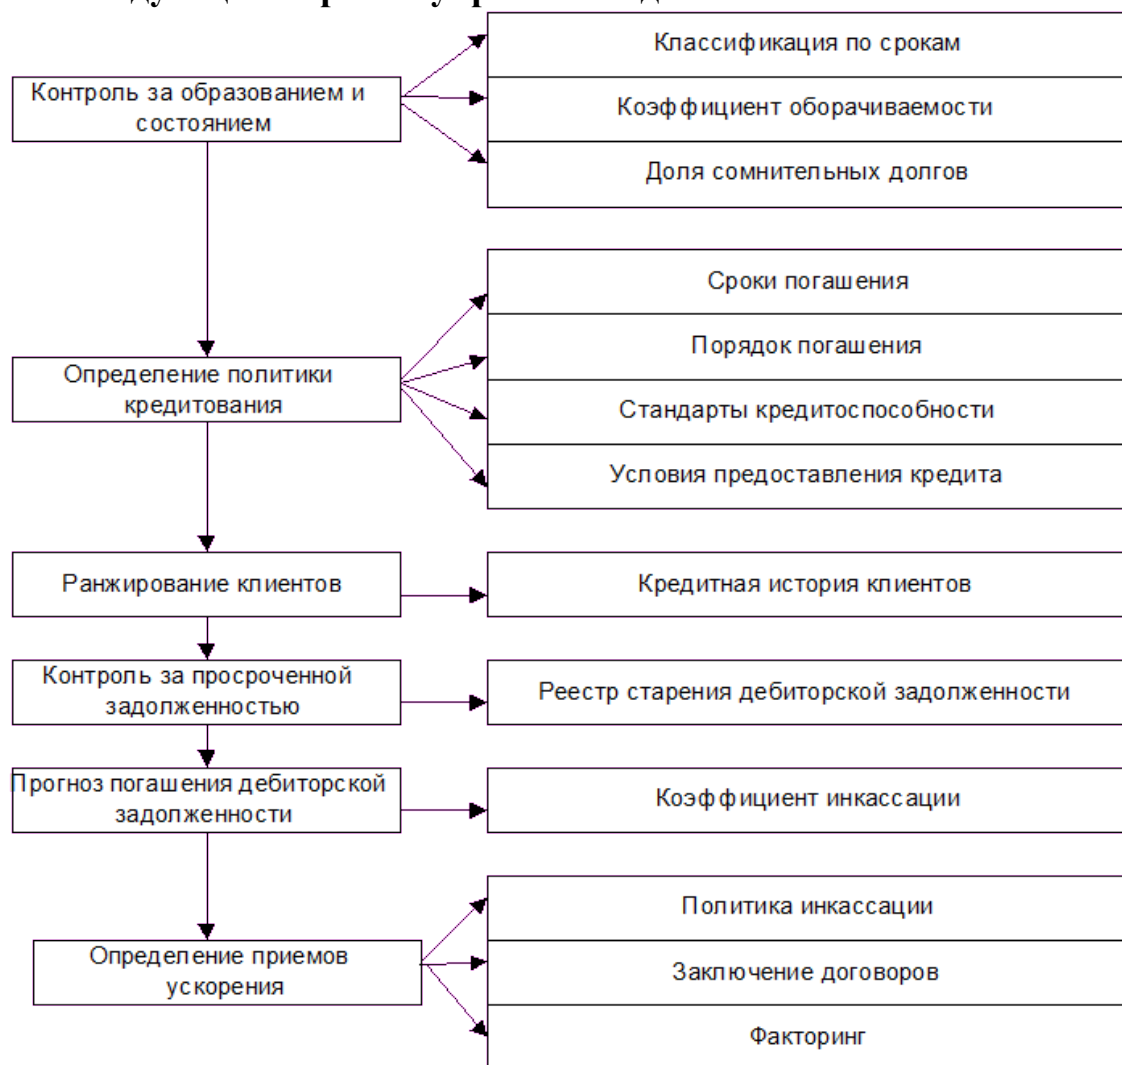 Контроль за образованием и
состоянием
Классификация по срокам
Коэффициент оборачиваемости
Доля сомнительных долгов
Определение политики
кредитования
Сроки погашения
Порядок погашения
Стандарты кредитоспособности
Условия предоставления кредита
Ранжирование клиентов
Кредитная история клиентов
Контроль за просроченной
задолженностью
Реестр старения дебиторской задолженности
Прогноз погашения дебиторской
задолженности
Коэффициент инкассации
Определение приемов
ускорения
Политика инкассации
Заключение договоров
Факторинг